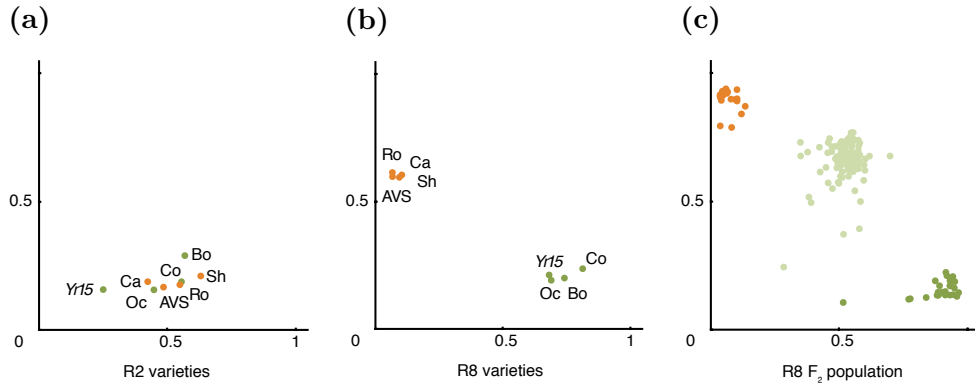 (a)
0.5
Bo
Co
Sh
Yr15
Ca
Oc
AVS
Ro
0
0.5
1
R2 varieties
(b)
Ro
Ca
Sh
AVS
0.5
Yr15
Co
Oc
Bo
0
0.5
1
R8 varieties
(c)
0.5
0
0.5
R8 F2 population